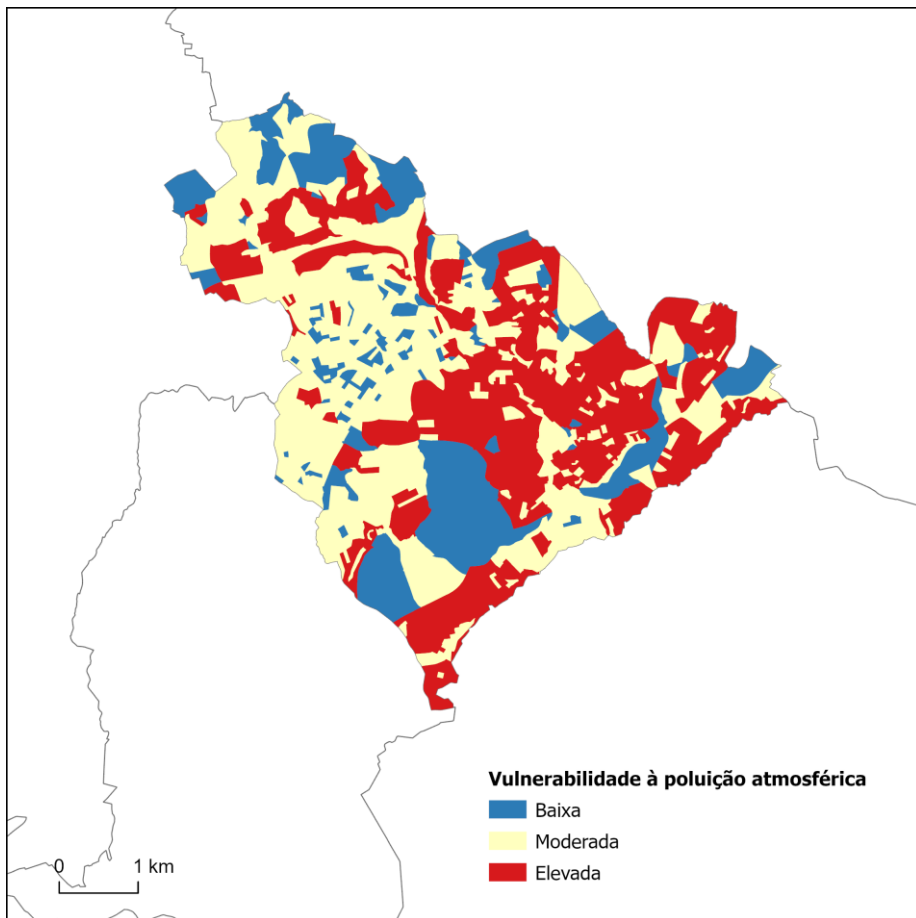 Vulnerabilidade à poluição atmosférica
Baixa
Moderada
Elevada
0 1 km